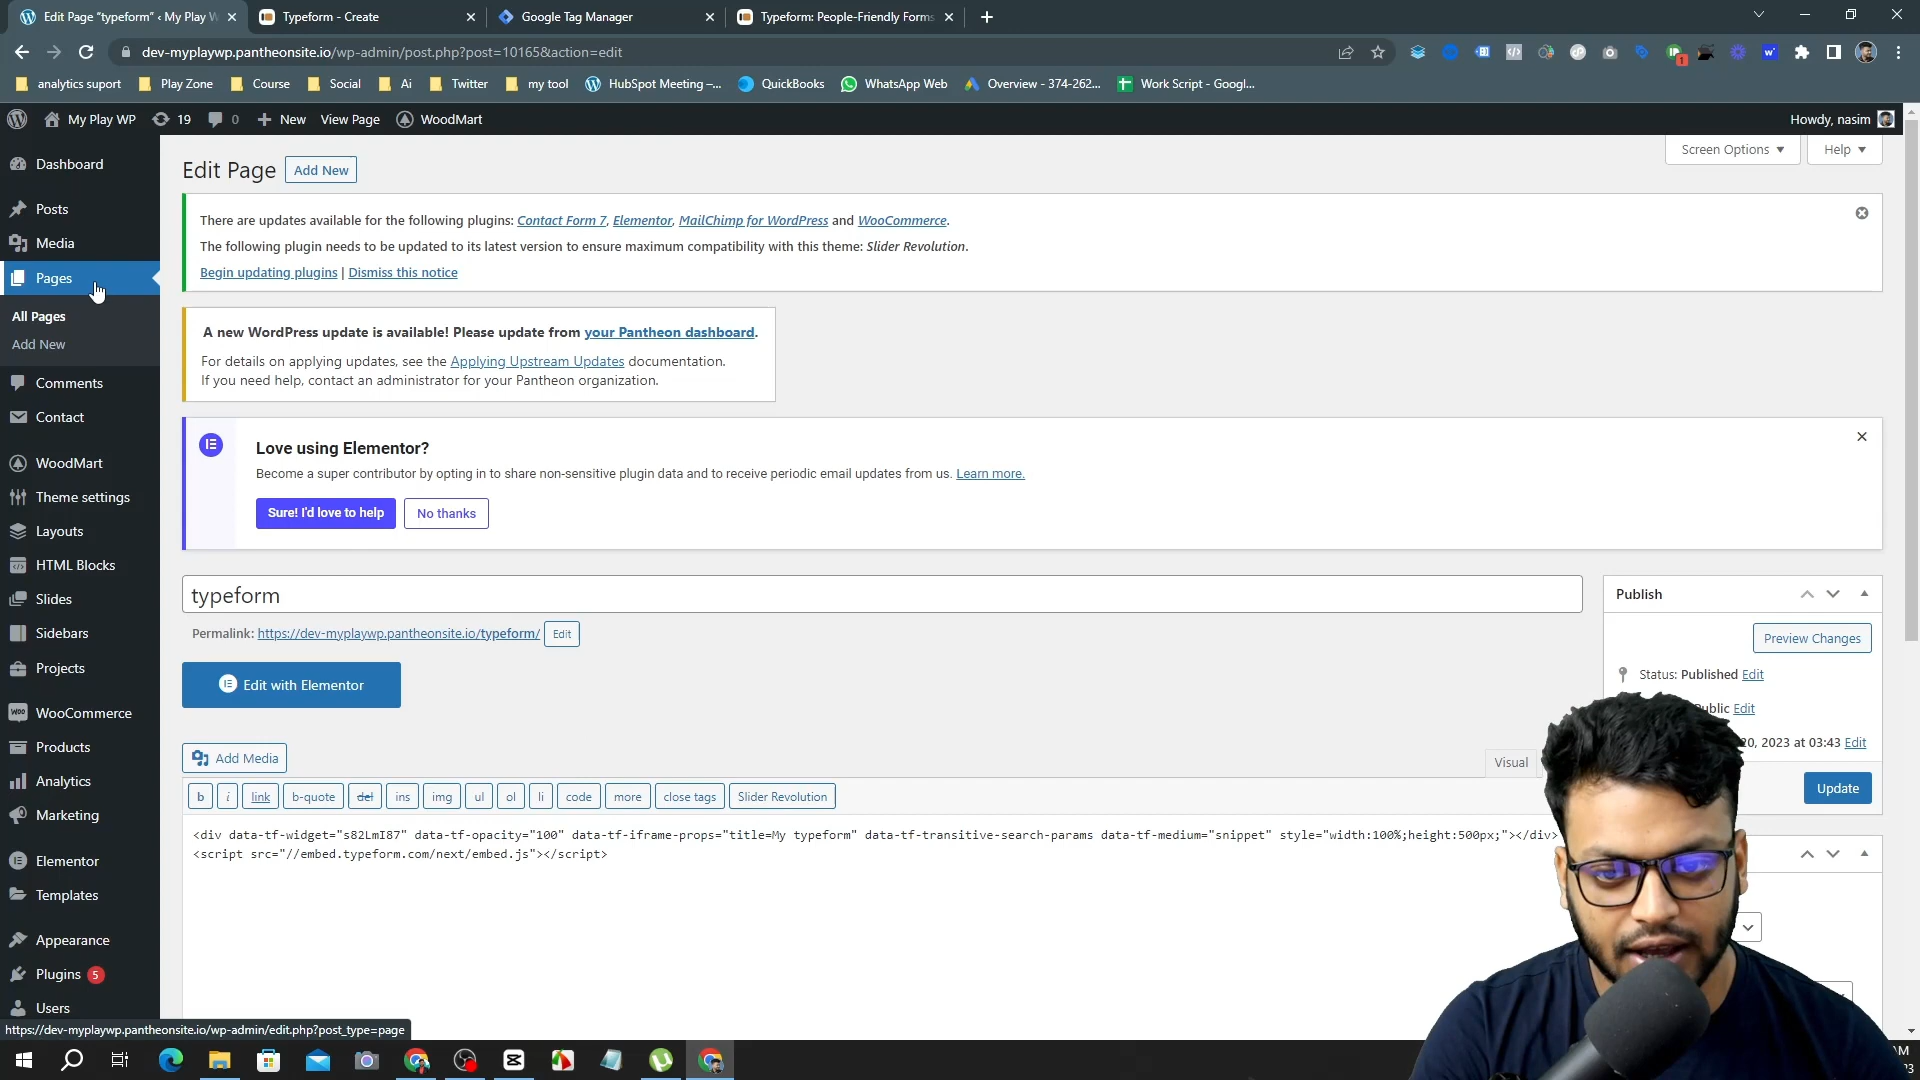 Edit Page "typeform" ‹ My Play W
Typeform - Create
Google Tag Manager
Typeform: People-Friendly Forms
dev-myplaywp.pantheonsite.io/wp-admin/post.php?post=10165&action=edit
analytics suport
Play Zone
Course
Social
Ai
Twitter
my tool
HubSpot Meeting –...
QuickBooks
WhatsApp Web
Overview - 374-262...
Work Script - Googl...
My Play WP
19
0
New
View Page
WoodMart
Howdy, nasim
Dashboard
Posts
Media
Pages
All Pages
Add New
Comments
Contact
WoodMart
Theme settings
Layouts
HTML Blocks
Slides
Sidebars
Projects
WooCommerce
Products
Analytics
Marketing
Elementor
Templates
Appearance
Plugins 5
Users
Edit Page
Add New
Screen Options
Help
There are updates available for the following plugins: Contact Form 7, Elementor, MailChimp for WordPress and WooCommerce.
The following plugin needs to be updated to its latest version to ensure maximum compatibility with this theme: Slider Revolution.
Begin updating plugins | Dismiss this notice
A new WordPress update is available! Please update from your Pantheon dashboard.
For details on applying updates, see the Applying Upstream Updates documentation.
If you need help, contact an administrator for your Pantheon organization.
Love using Elementor?
Become a super contributor by opting in to share non-sensitive plugin data and to receive periodic email updates from us. Learn more.
Sure! I'd love to help
No thanks
typeform
Permalink: https://dev-myplaywp.pantheonsite.io/typeform/ Edit
Edit with Elementor
Add Media
Visual
b
i
link
b-quote
del
ins
img
ul
ol
li
code
more
close tags
Slider Revolution
<div data-tf-widget="s82LmI87" data-tf-opacity="100" data-tf-iframe-props="title=My typeform" data-tf-transitive-search-params data-tf-medium="snippet" style="width:100%;height:500px;"></div>
<script src="//embed.typeform.com/next/embed.js"></script>
Publish
Preview Changes
Status: Published Edit
Public Edit
20, 2023 at 03:43 Edit
Update
https://dev-myplaywp.pantheonsite.io/wp-admin/edit.php?post_type=page